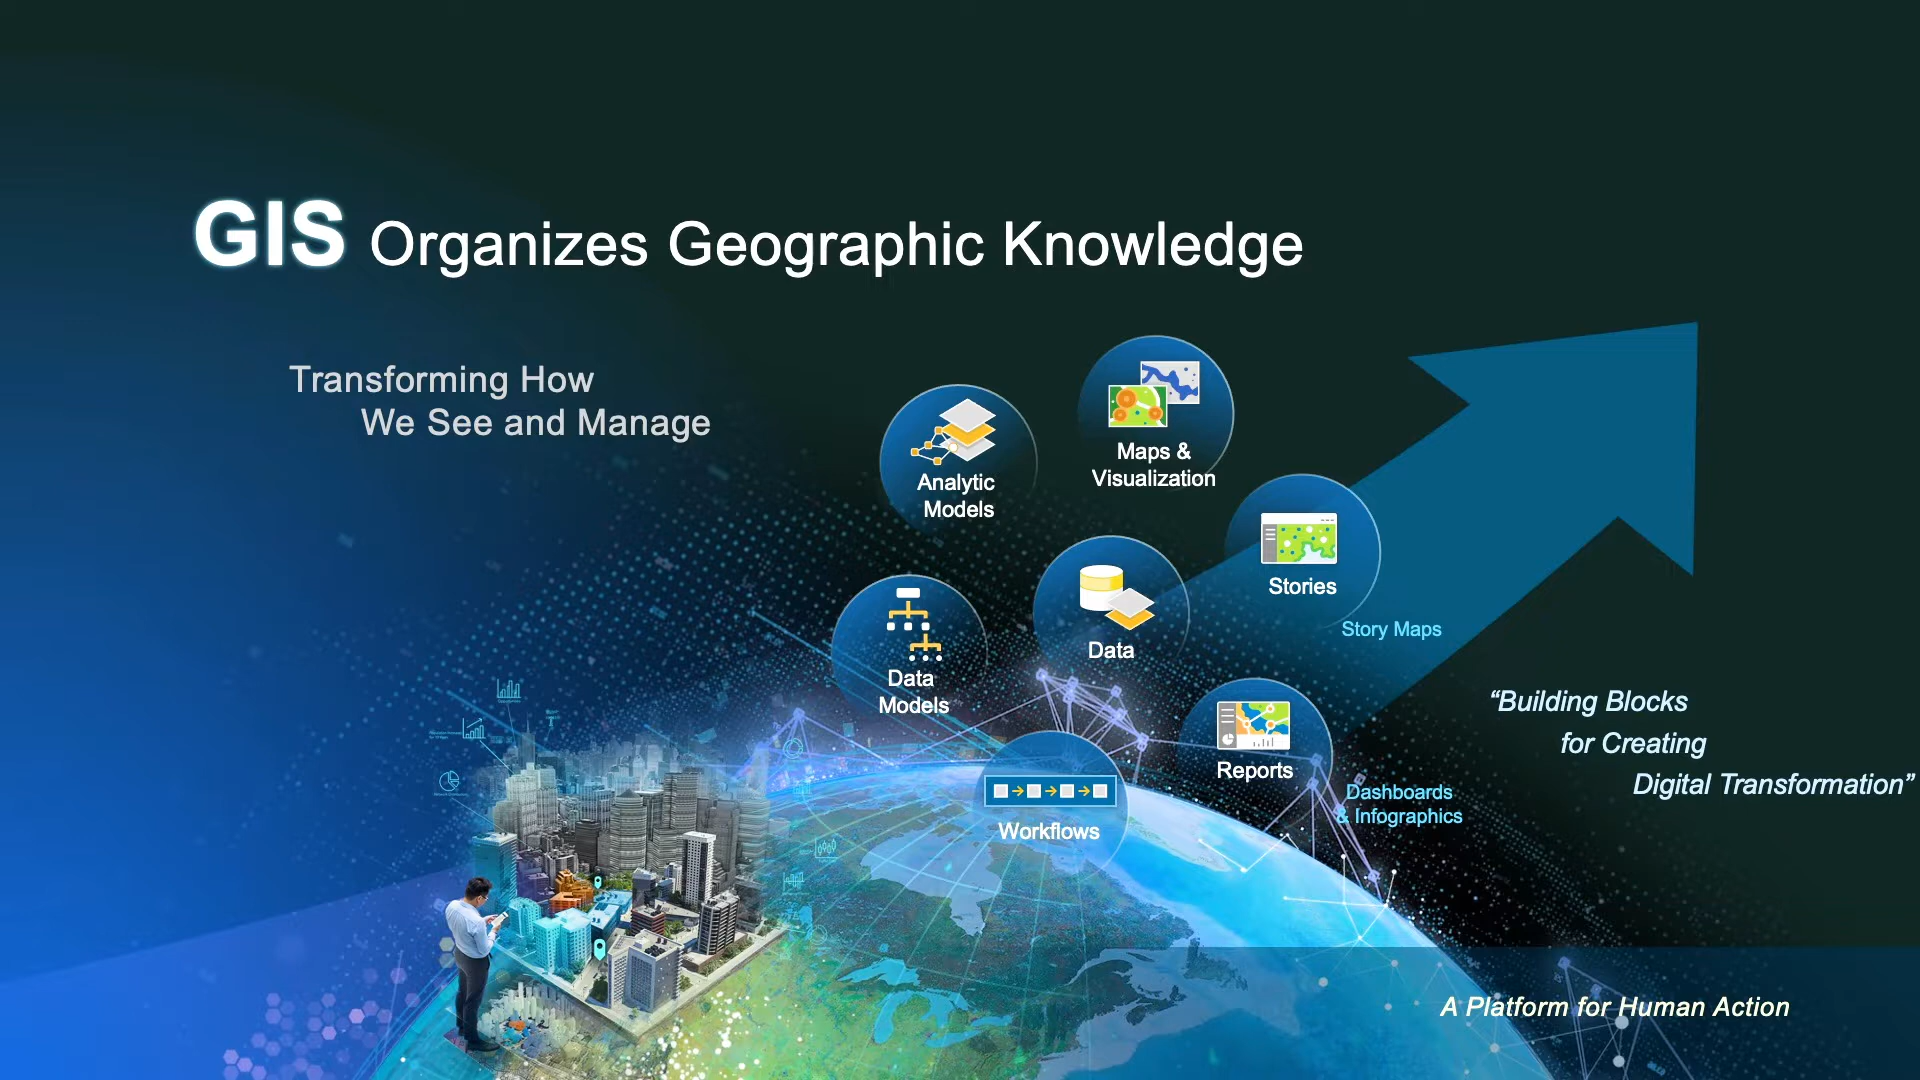 GIS Organizes Geographic Knowledge
Transforming How
We See and Manage
Maps &
Visualization
Analytic
Models
Stories
Story Maps
Data
Data
Models
Reports
Dashboards
& Infographics
Workflows
“Building Blocks
for Creating
Digital Transformation”
A Platform for Human Action